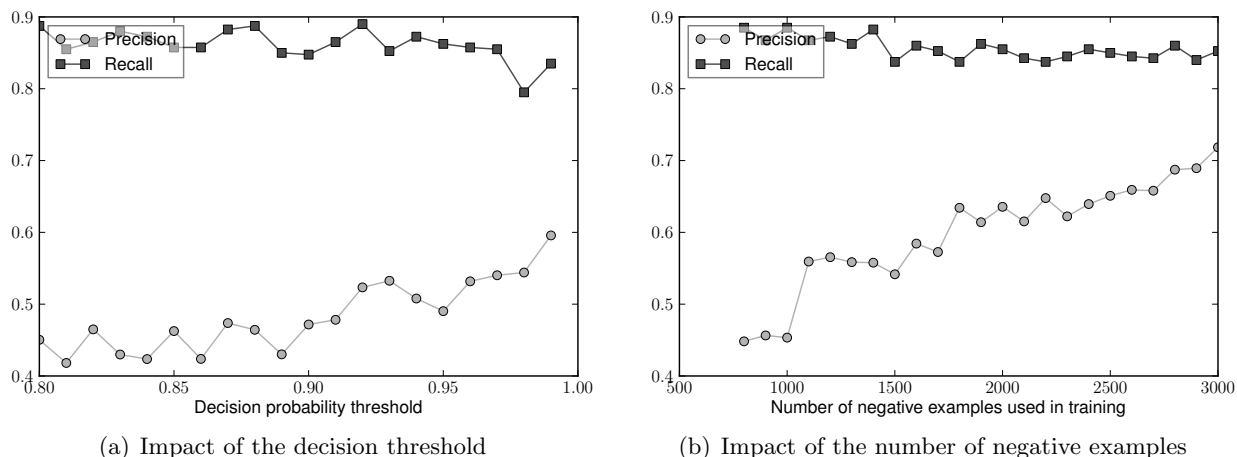 0.9
0.8
0.7
0.6
0.5
0.4
Precision
Recall
0.80
0.85
0.90
0.95
1.00
Decision probability threshold
(a) Impact of the decision threshold
0.9
0.8
0.7
0.6
0.5
0.4
Precision
Recall
500
1000
1500
2000
2500
3000
Number of negative examples used in training
(b) Impact of the number of negative examples